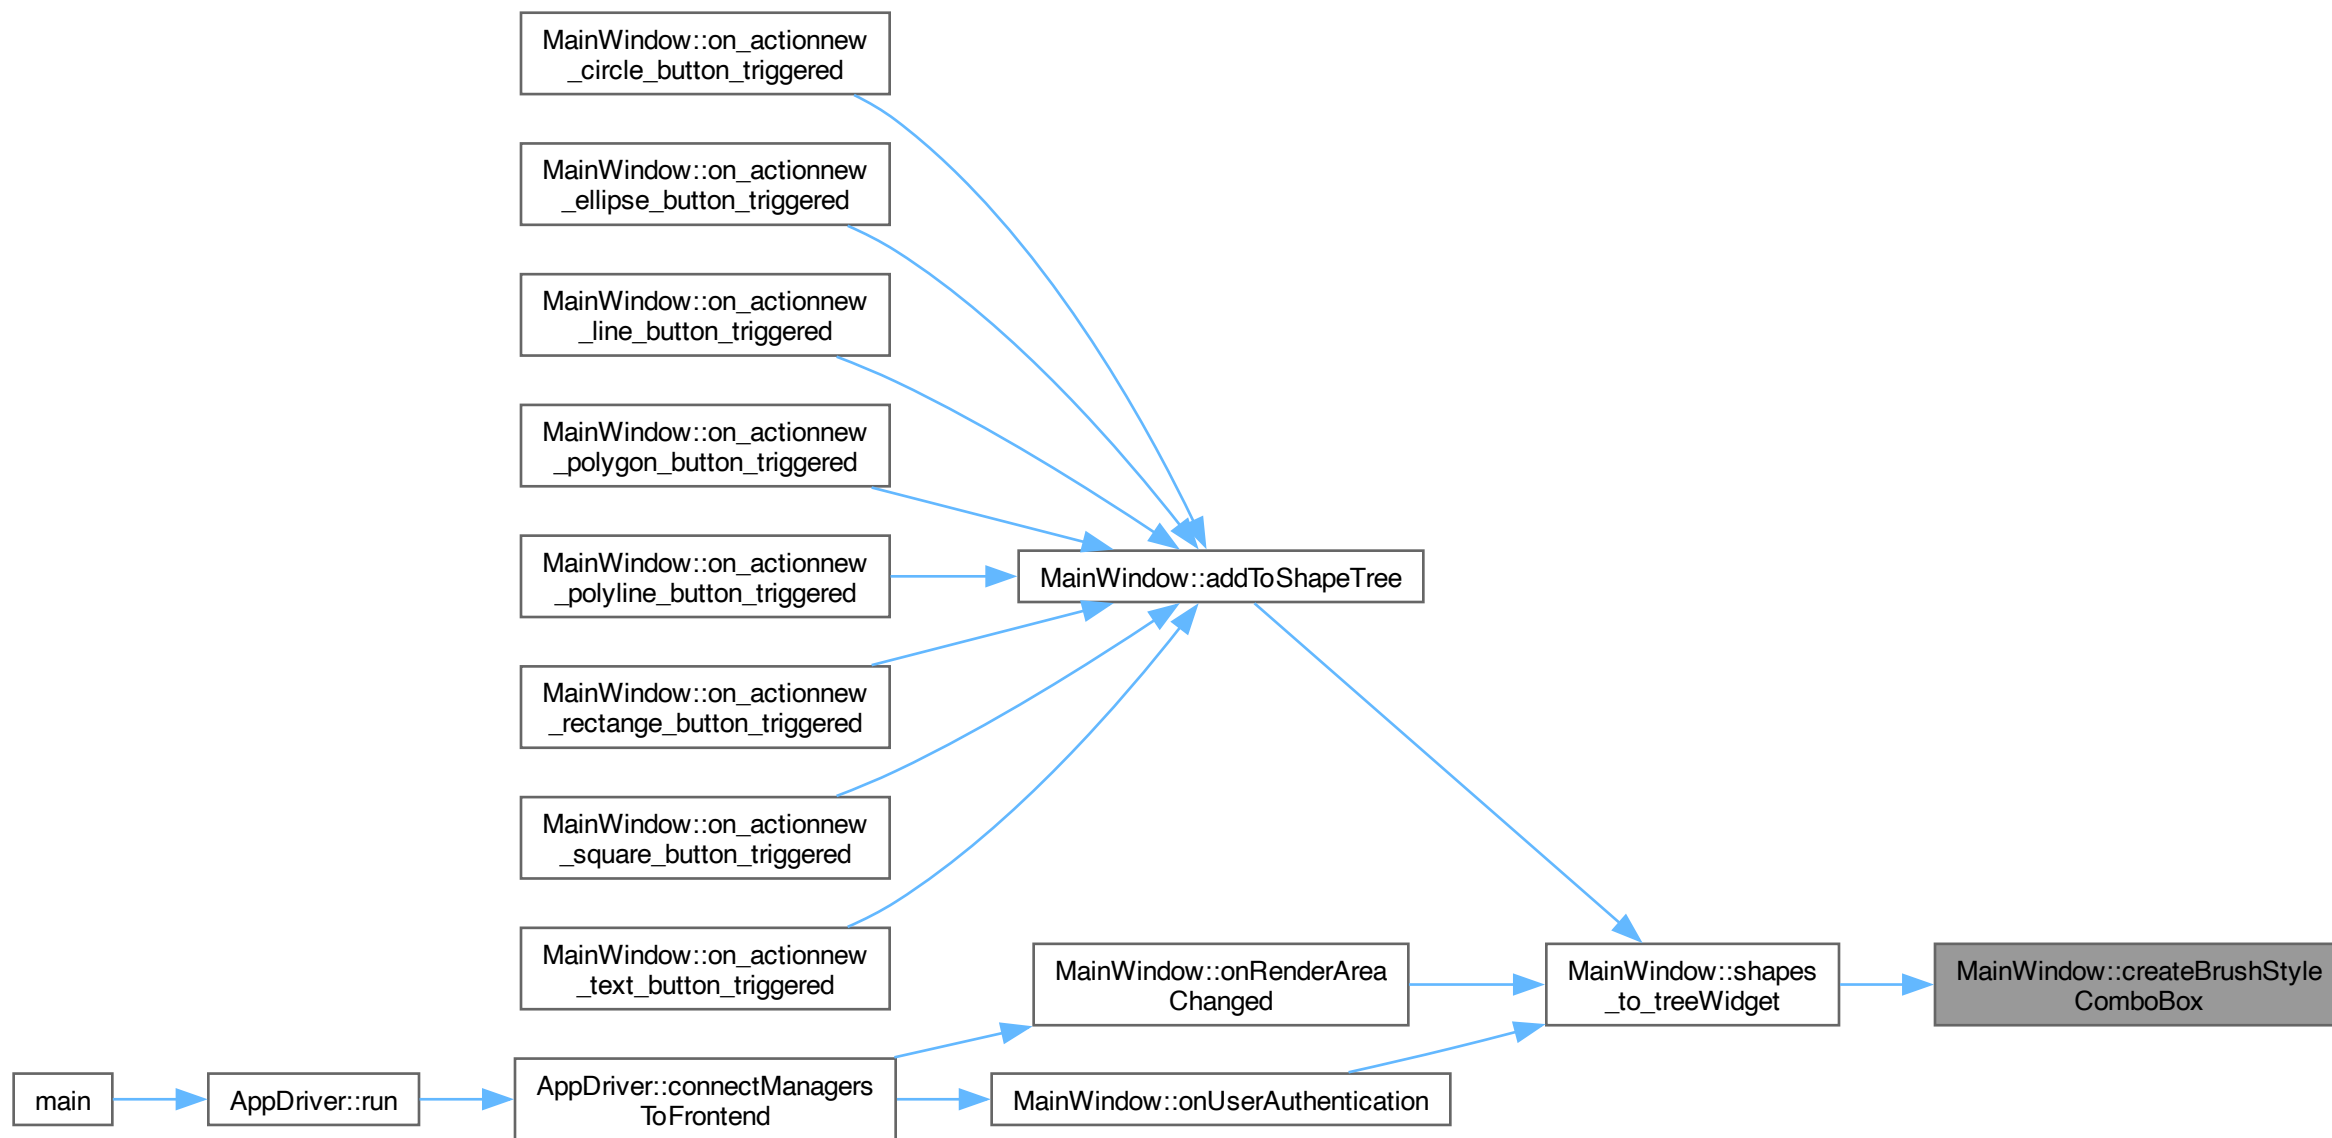 MainWindow::on_actionnew
_circle_button_triggered
MainWindow::on_actionnew
_ellipse_button_triggered
MainWindow::on_actionnew
_line_button_triggered
MainWindow::on_actionnew
_polygon_button_triggered
MainWindow::on_actionnew
_polyline_button_triggered
MainWindow::addToShapeTree
MainWindow::on_actionnew
_rectange_button_triggered
MainWindow::on_actionnew
_square_button_triggered
MainWindow::on_actionnew
_text_button_triggered
MainWindow::onRenderArea
Changed
MainWindow::shapes
_to_treeWidget
MainWindow::createBrushStyle
ComboBox
main
AppDriver::run
AppDriver::connectManagers
ToFrontend
MainWindow::onUserAuthentication